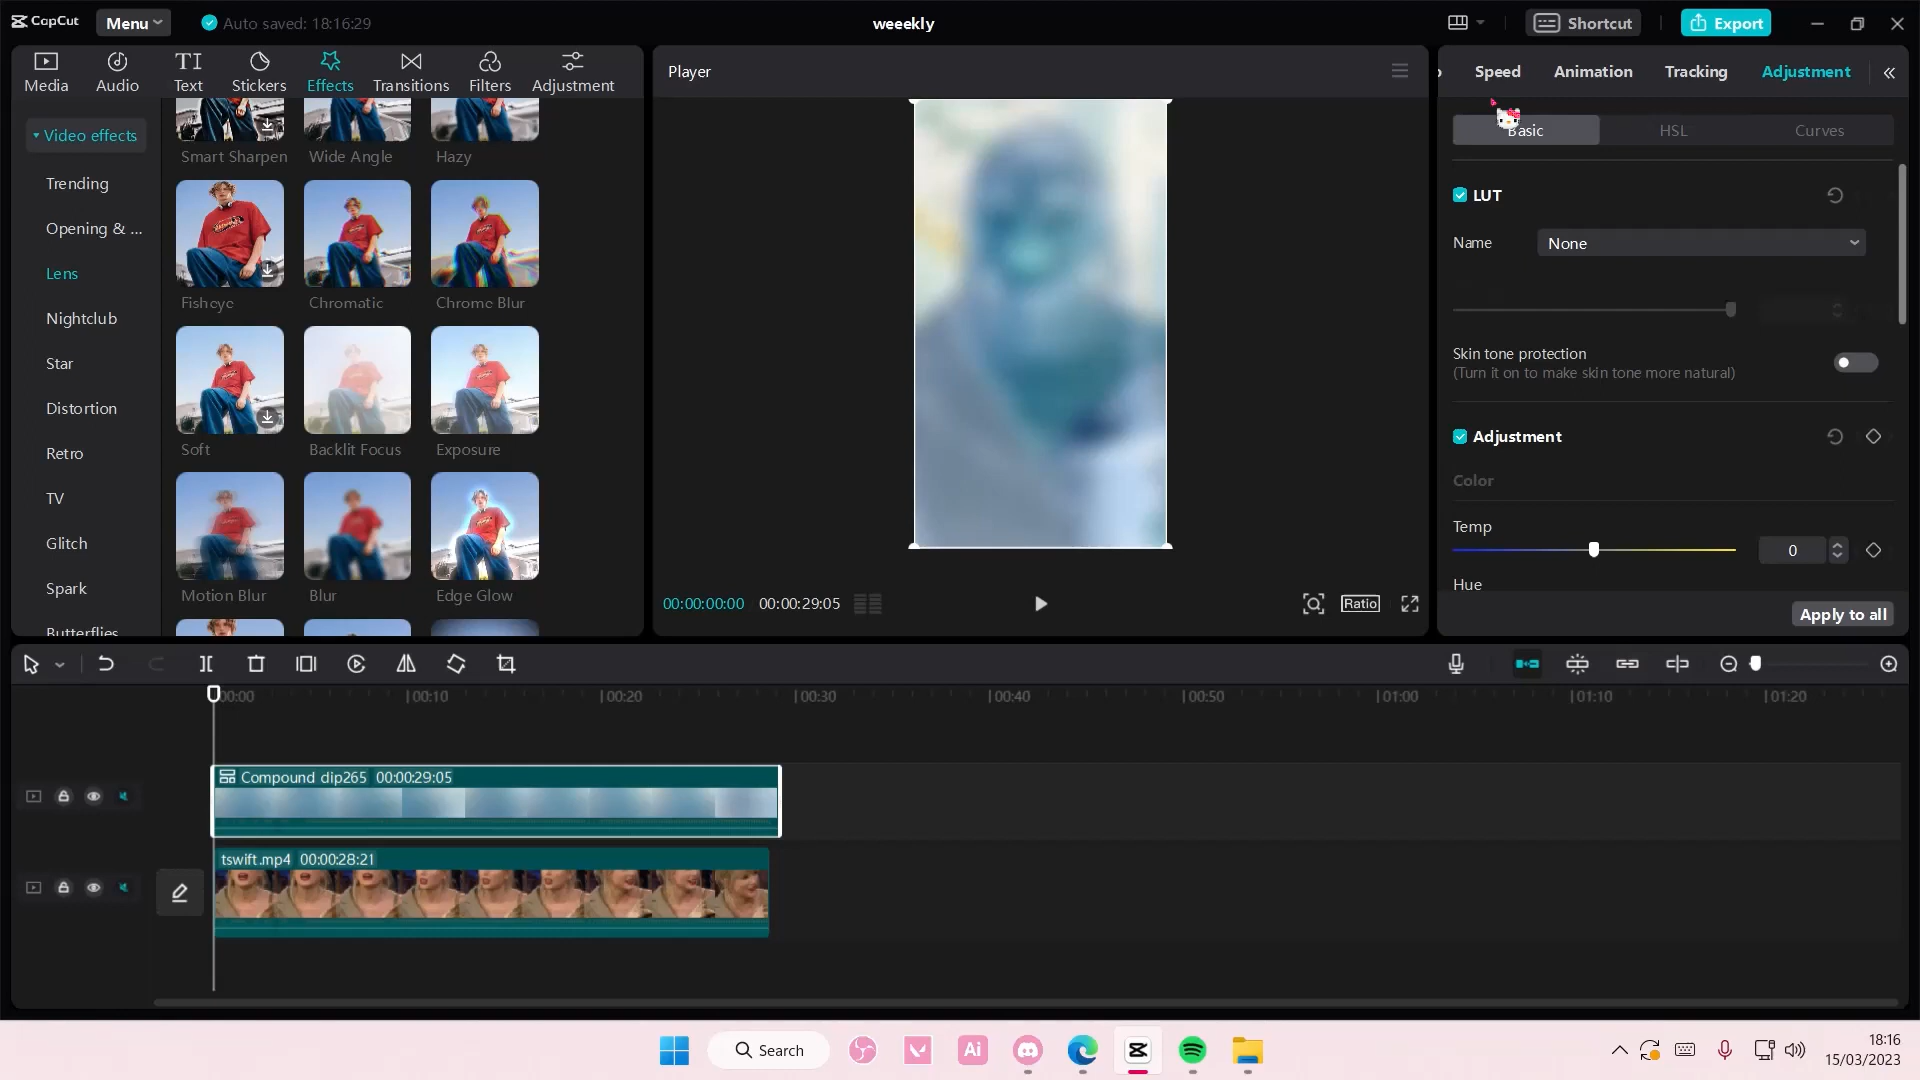 CapCut
Menu
Auto saved: 18:16:29
weeekly
Shortcut
Export
Media
Audio
TI
Text
Stickers
Effects
Transitions
Filters
Adjustment
Video effects
Trending
Opening & ...
Lens
Nightclub
Star
Distortion
Retro
TV
Glitch
Spark
Butterflies
Smart Sharpen
Wide Angle
Hazy
Fisheye
Chromatic
Chrome Blur
Soft
Backlit Focus
Exposure
Motion Blur
Blur
Edge Glow
Player
00:00:00:00
00:00:29:05
Ratio
Speed
Animation
Tracking
Adjustment
Basic
HSL
Curves
LUT
Name
None
Skin tone protection
(Turn it on to make skin tone more natural)
Adjustment
Color
Temp
0
Hue
Apply to all
00:00
00:10
00:20
00:30
00:40
00:50
01:00
01:10
01:20
Compound clip265 00:00:29:05
tswift.mp4 00:00:28:21
Search
Ai
18:16
15/03/2023